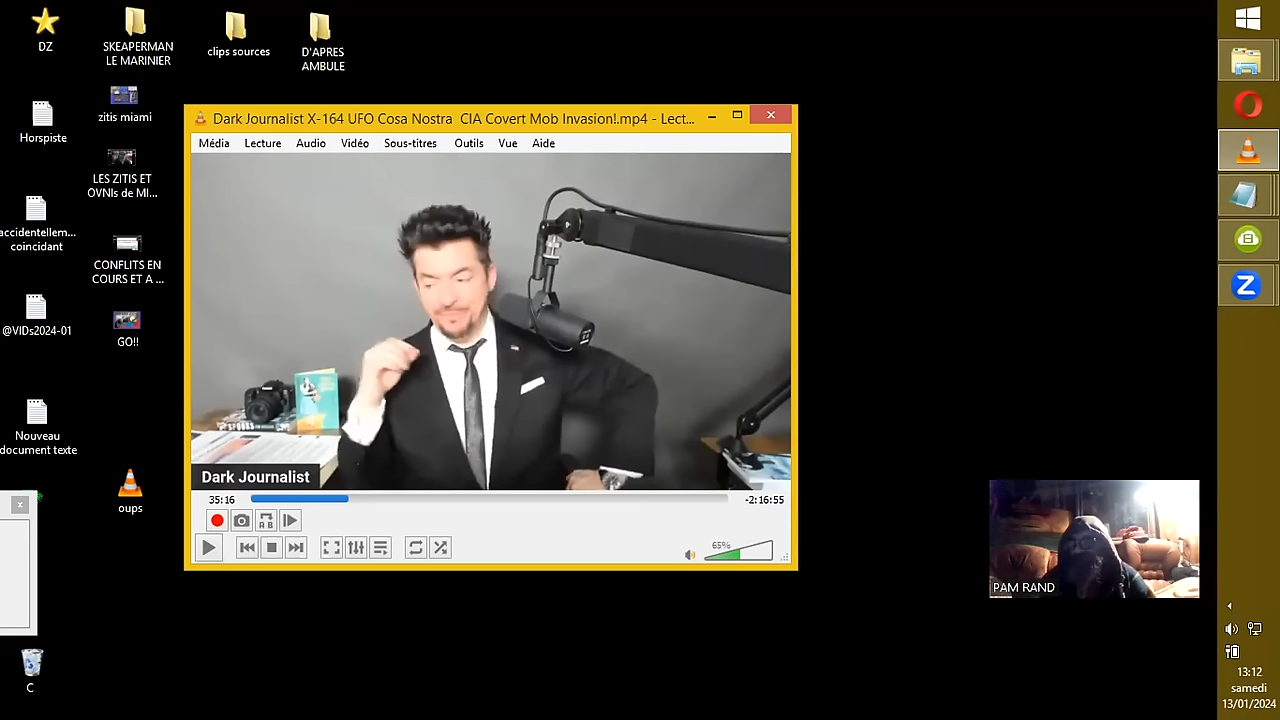 DZ
SKEAPERMAN
LE MARINIER
clips sources
D'APRES
AMBULE
Horspiste
zitis miami
LES ZITIS ET
OVNIs de MI...
accidentellem...
coincidant
CONFLITS EN
COURS ET A ...
@VIDs2024-01
GO!!
Nouveau
document texte
oups
C
Dark Journalist X-164 UFO Cosa Nostra  CIA Covert Mob Invasion!.mp4 - Lect...
Média Lecture Audio Vidéo Sous-titres Outils Vue Aide
Dark Journalist
35:16
-2:16:55
A B
65%
PAM RAND
Z
13:12
samedi
13/01/2024